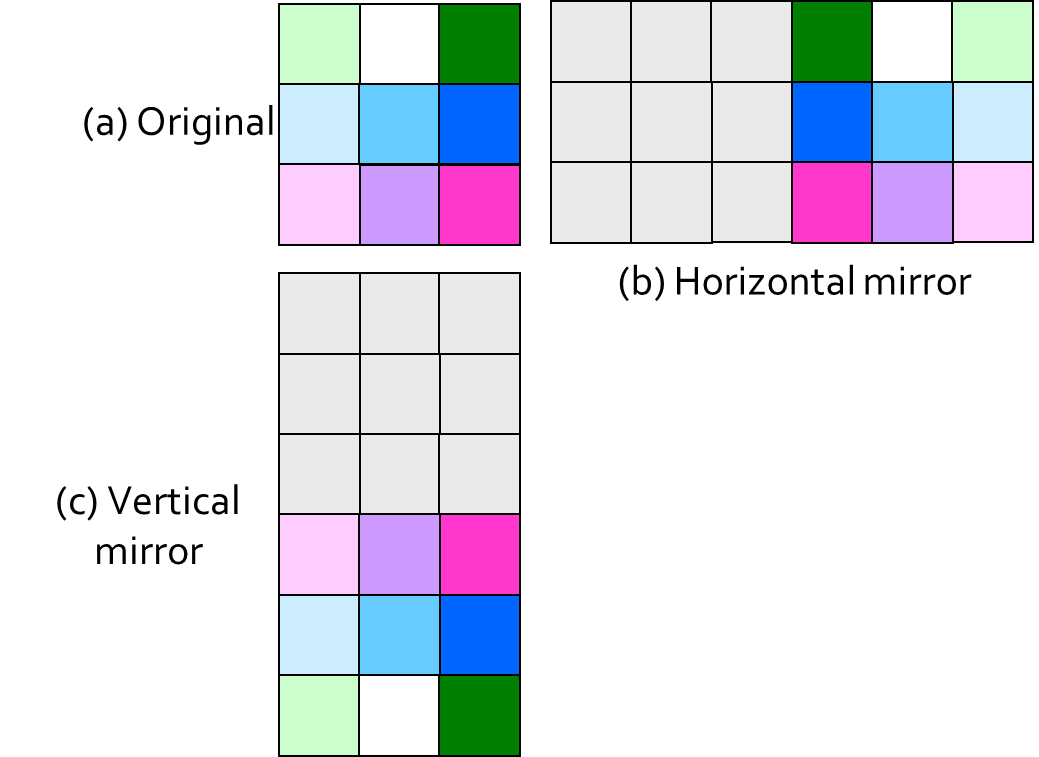 (a) Original
(b) Horizontal mirror
(c) Vertical
mirror